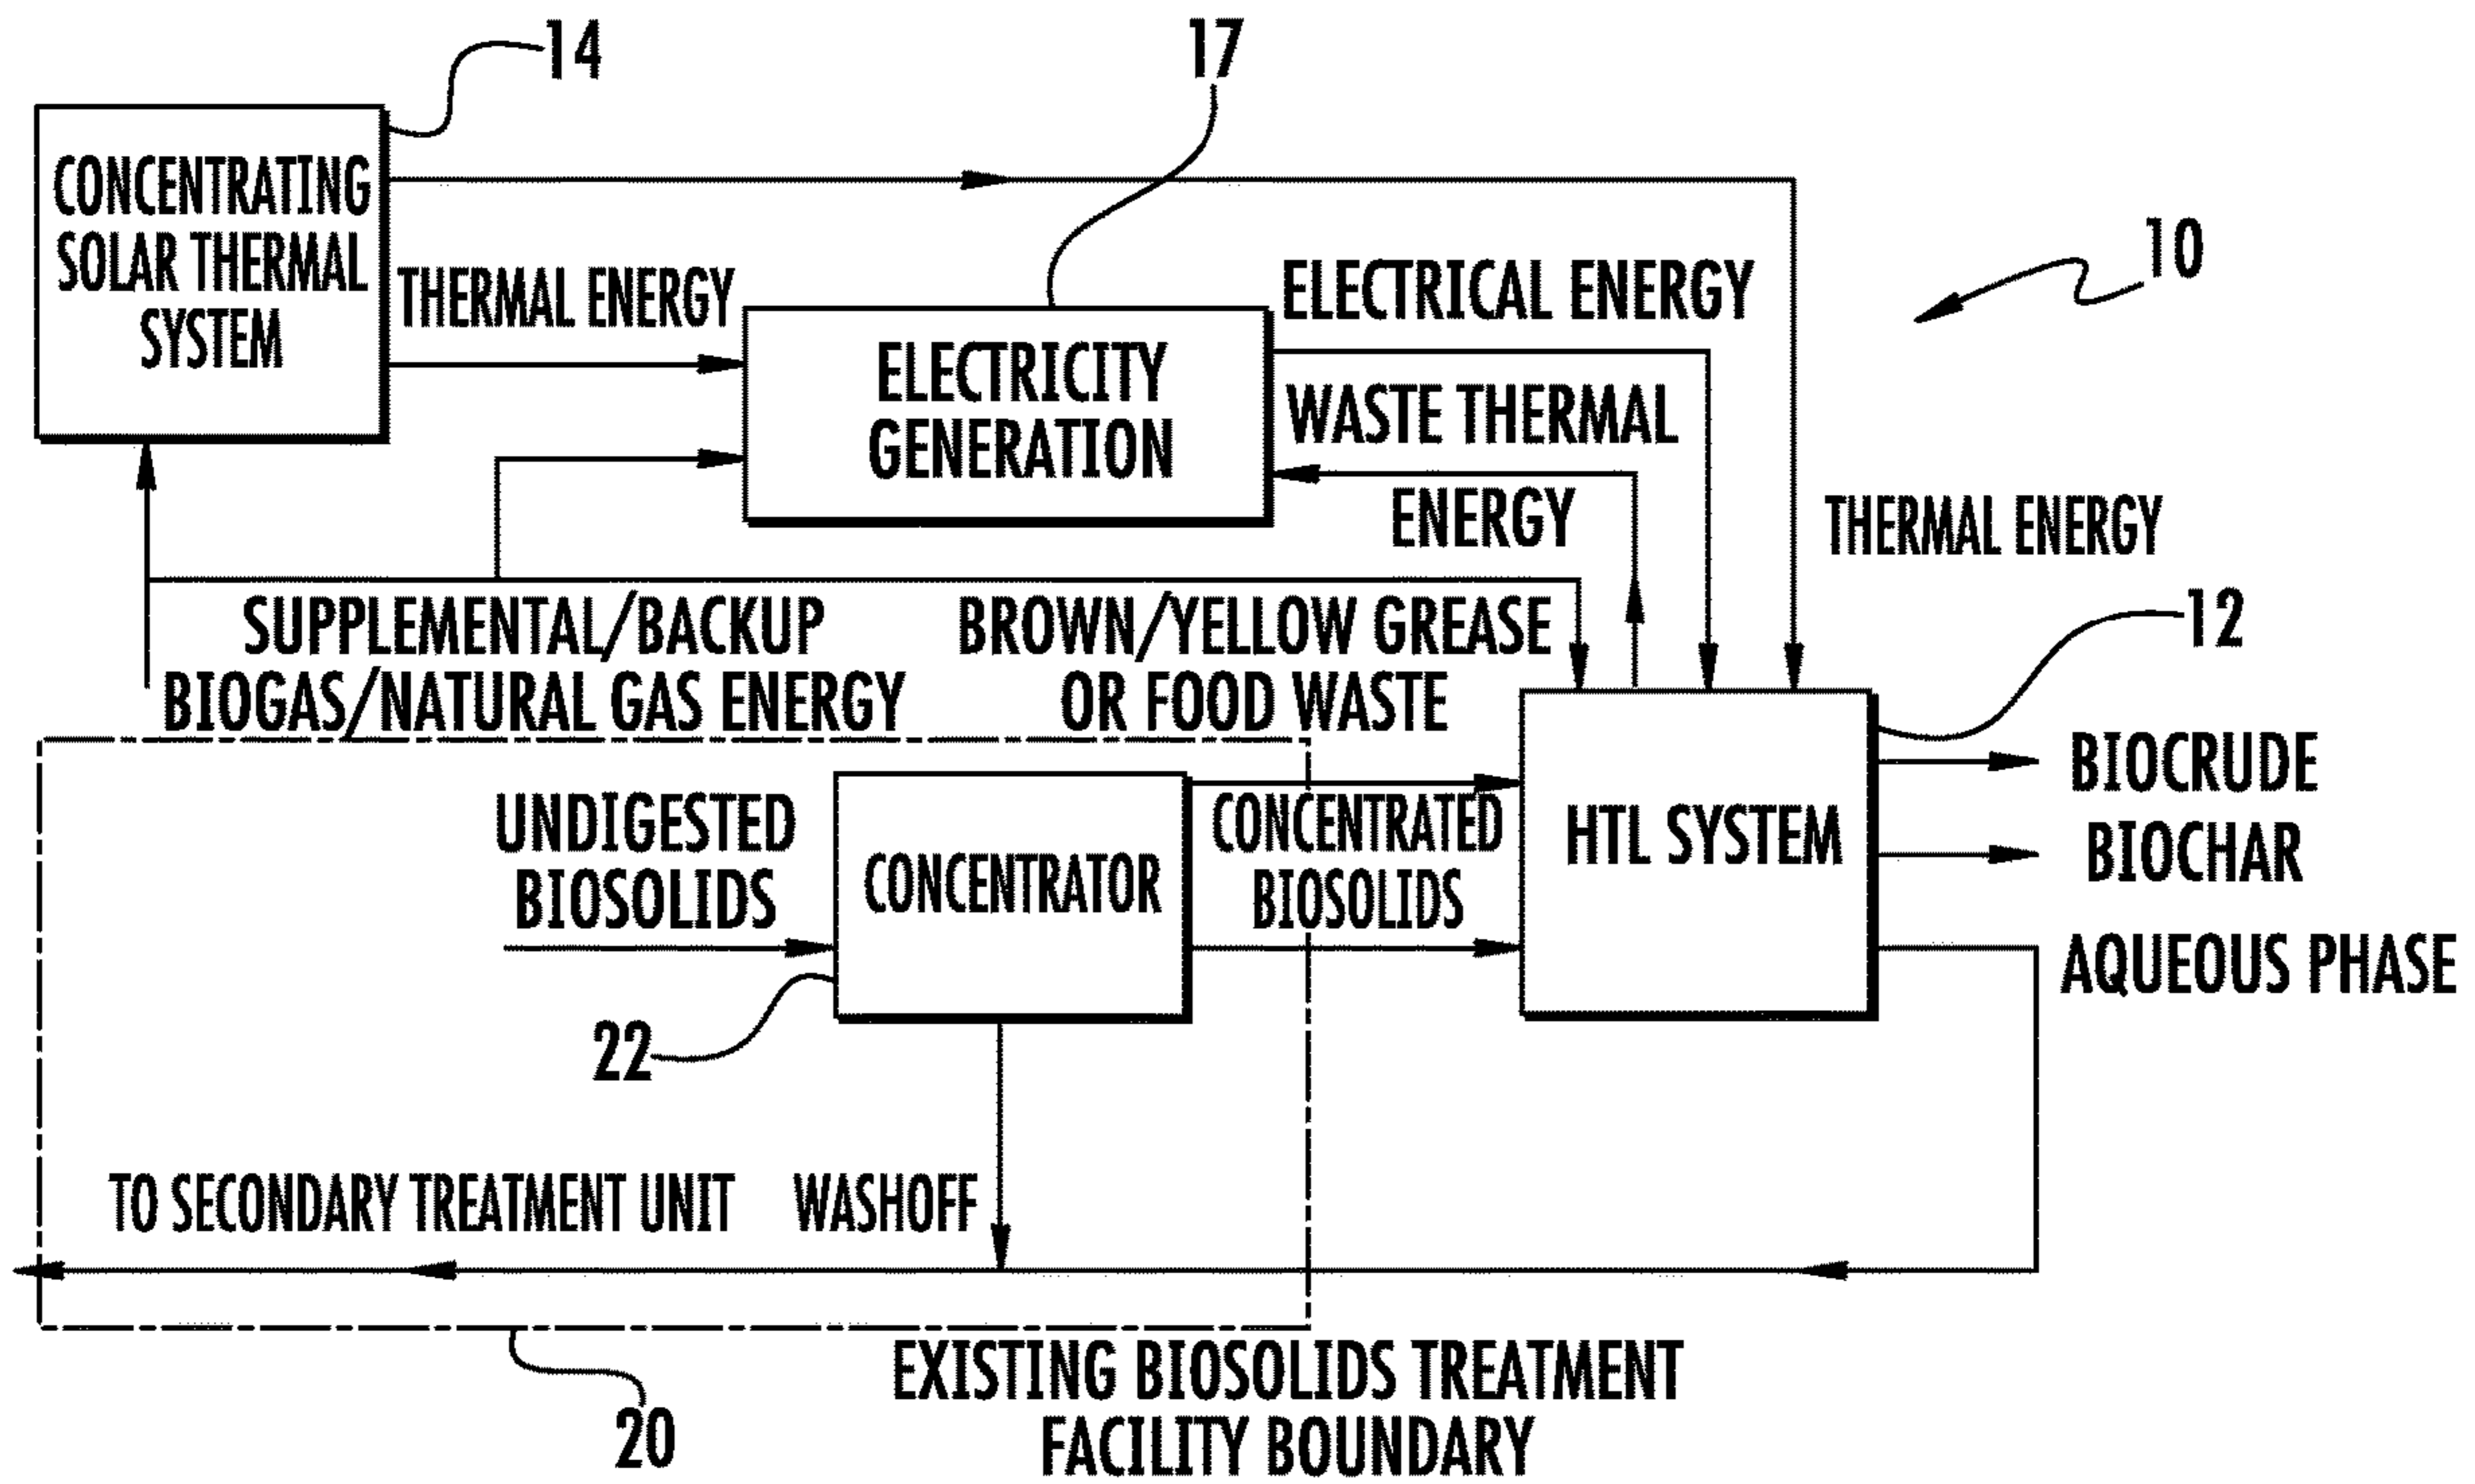 14
17
CONCENTRATING
SOLAR THERMAL
SYSTEM
THERMAL ENERGY
ELECTRICITY
GENERATION
ELECTRICAL ENERGY
WASTE THERMAL
ENERGY
10
THERMAL ENERGY
12
SUPPLEMENTAL/BACKUP
BIOGAS/NATURAL GAS ENERGY
BROWN/YELLOW GREASE
OR FOOD WASTE
UNDIGESTED
BIOSOLIDS
CONCENTRATOR
CONCENTRATED
BIOSOLIDS
HTL SYSTEM
BIOCRUDE
BIOCHAR
AQUEOUS PHASE
22
TO SECONDARY TREATMENT UNIT
WASHOFF
20
EXISTING BIOSOLIDS TREATMENT
FACILITY BOUNDARY